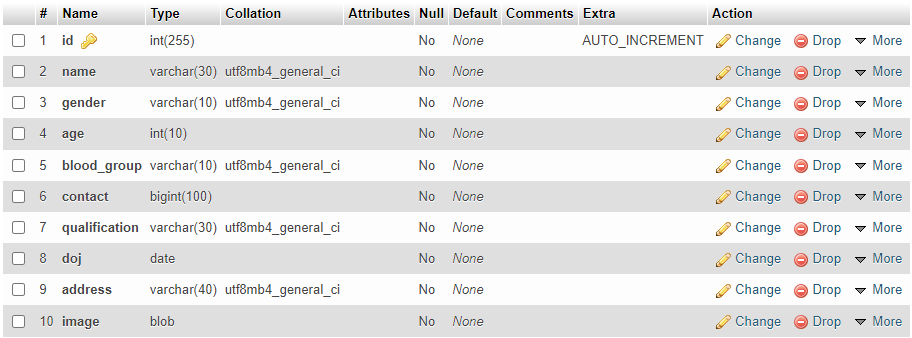 # Name Type Collation Attributes Null Default Comments Extra Action
1 id int(255) No None AUTO_INCREMENT Change Drop More
2 name varchar(30) utf8mb4_general_ci No None Change Drop More
3 gender varchar(10) utf8mb4_general_ci No None Change Drop More
4 age int(10) No None Change Drop More
5 blood_group varchar(10) utf8mb4_general_ci No None Change Drop More
6 contact bigint(100) No None Change Drop More
7 qualification varchar(30) utf8mb4_general_ci No None Change Drop More
8 doj date No None Change Drop More
9 address varchar(40) utf8mb4_general_ci No None Change Drop More
10 image blob No None Change Drop More